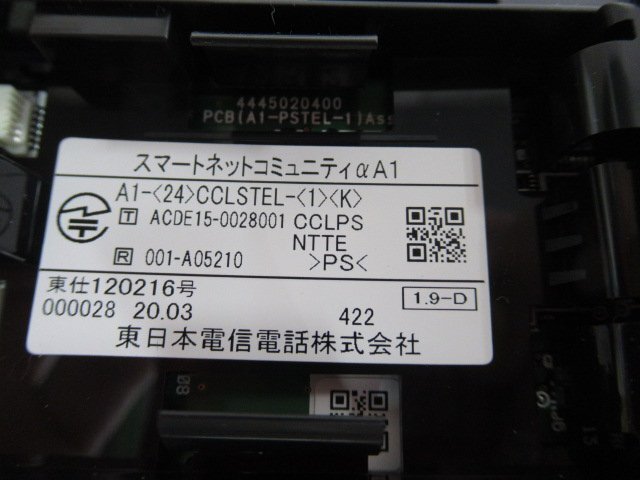 4445020400
PCB(A1-PSTEL-1)Ass
スマートネットコミュニティαA1
A1-<24>CCLSTEL-<1><K>
T ACDE15-0028001 CCLPS
NTTE
R 001-A05210 >PS<
東仕120216号
1.9-D
000028 20.03 422
東日本電信電話株式会社